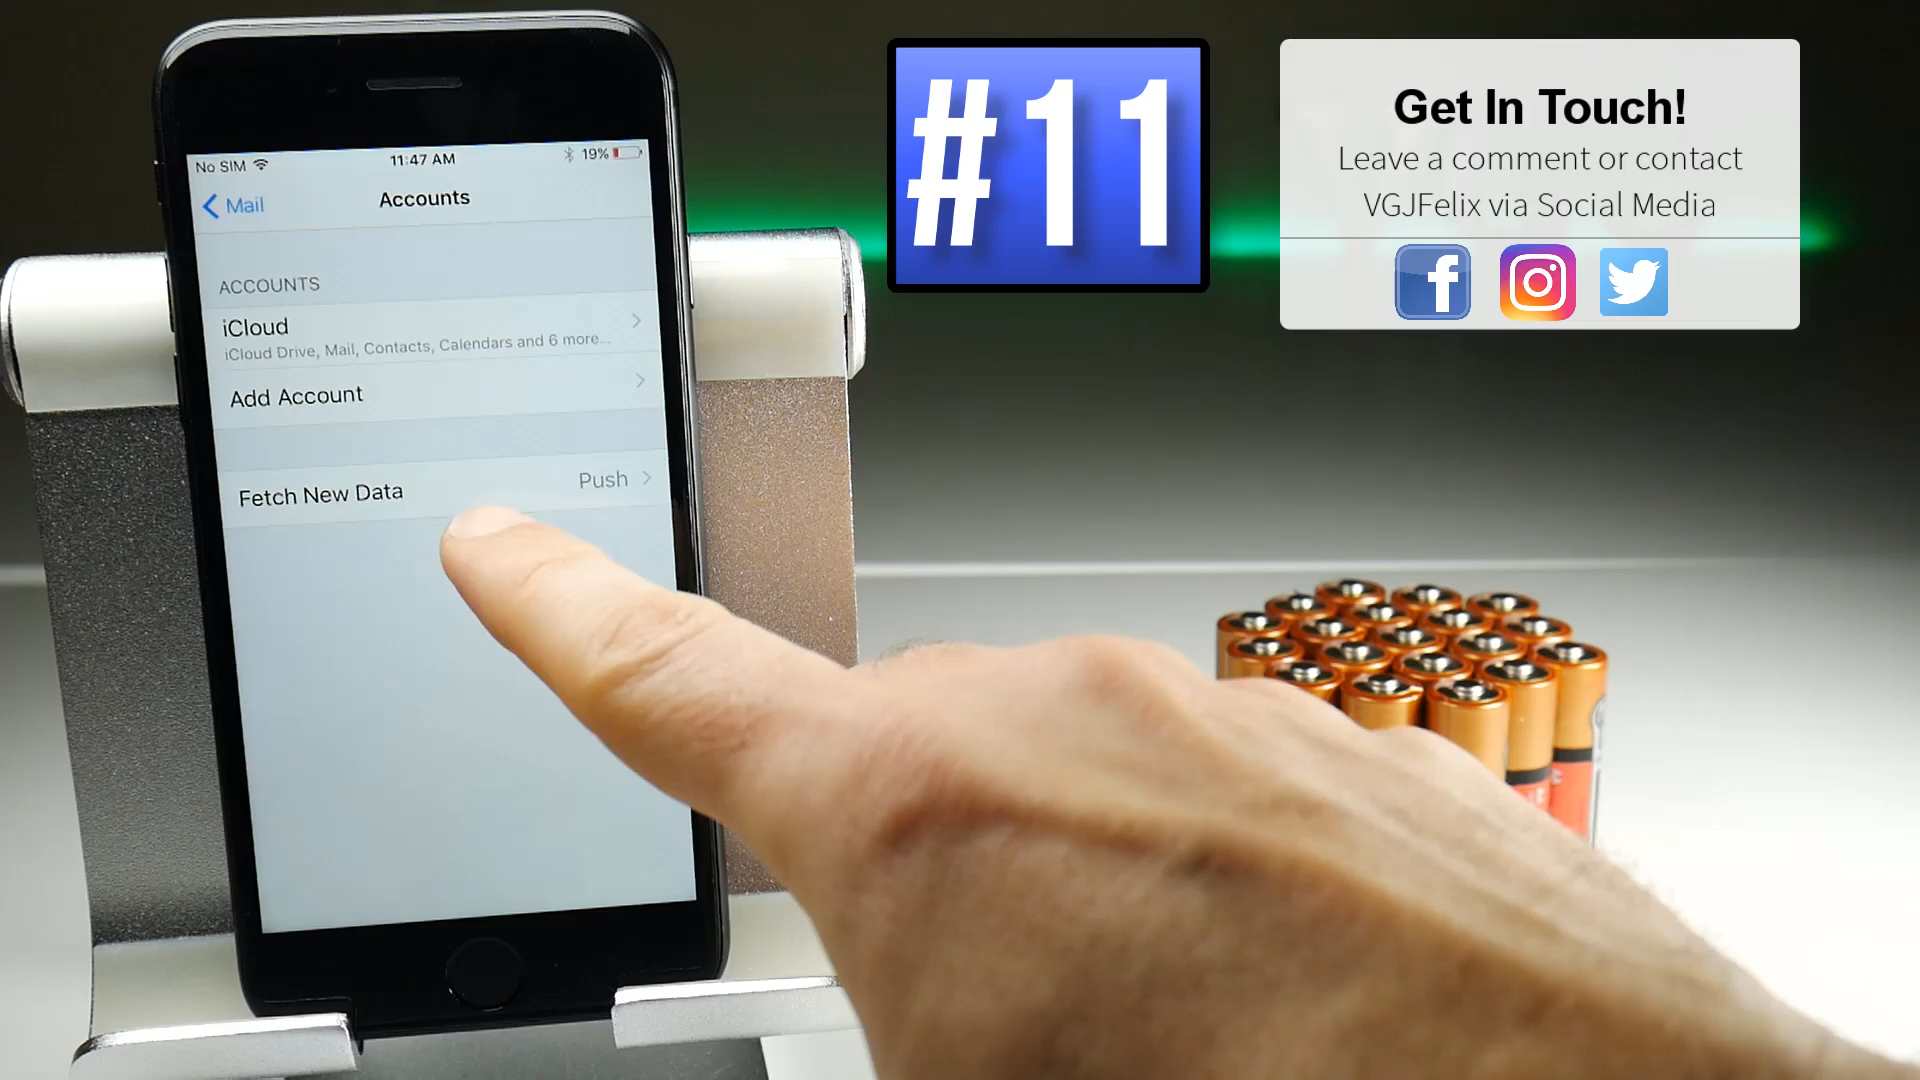 No SIM
11:47 AM
19%
Mail
Accounts
ACCOUNTS
iCloud
iCloud Drive, Mail, Contacts, Calendars and 6 more...
Add Account
Fetch New Data
Push
#11
Get In Touch!
Leave a comment or contact
VGJFelix via Social Media